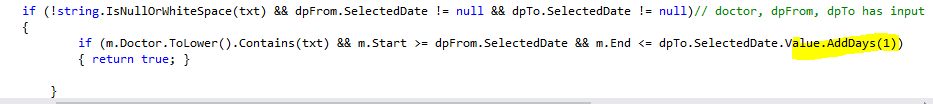 if (!string.IsNullOrWhiteSpace(txt) && dpFrom.SelectedDate != null && dpTo.SelectedDate != null)// doctor, dpFrom, dpTo has input
{
if (m.Doctor.ToLower().Contains(txt) && m.Start >= dpFrom.SelectedDate && m.End <= dpTo.SelectedDate.Value.AddDays(1))
{ return true; }
}